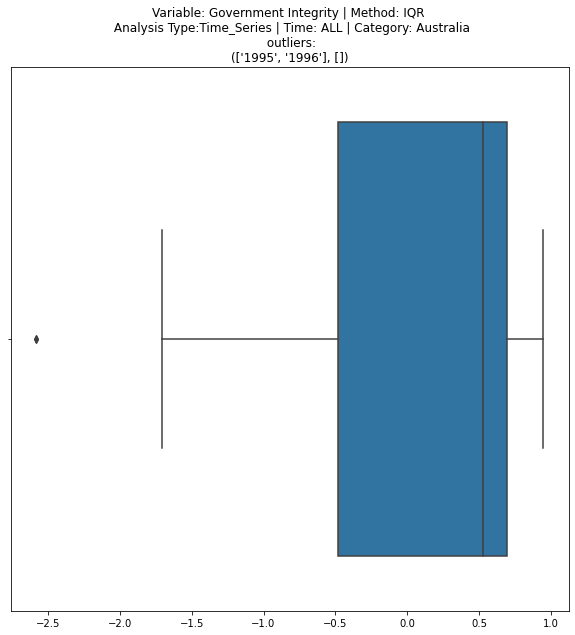 Variable: Government Integrity | Method: IQR
Analysis Type:Time_Series | Time: ALL | Category: Australia
outliers:
(['1995', '1996'], [])
−2.5 −2.0 −1.5 −1.0 −0.5 0.0 0.5 1.0